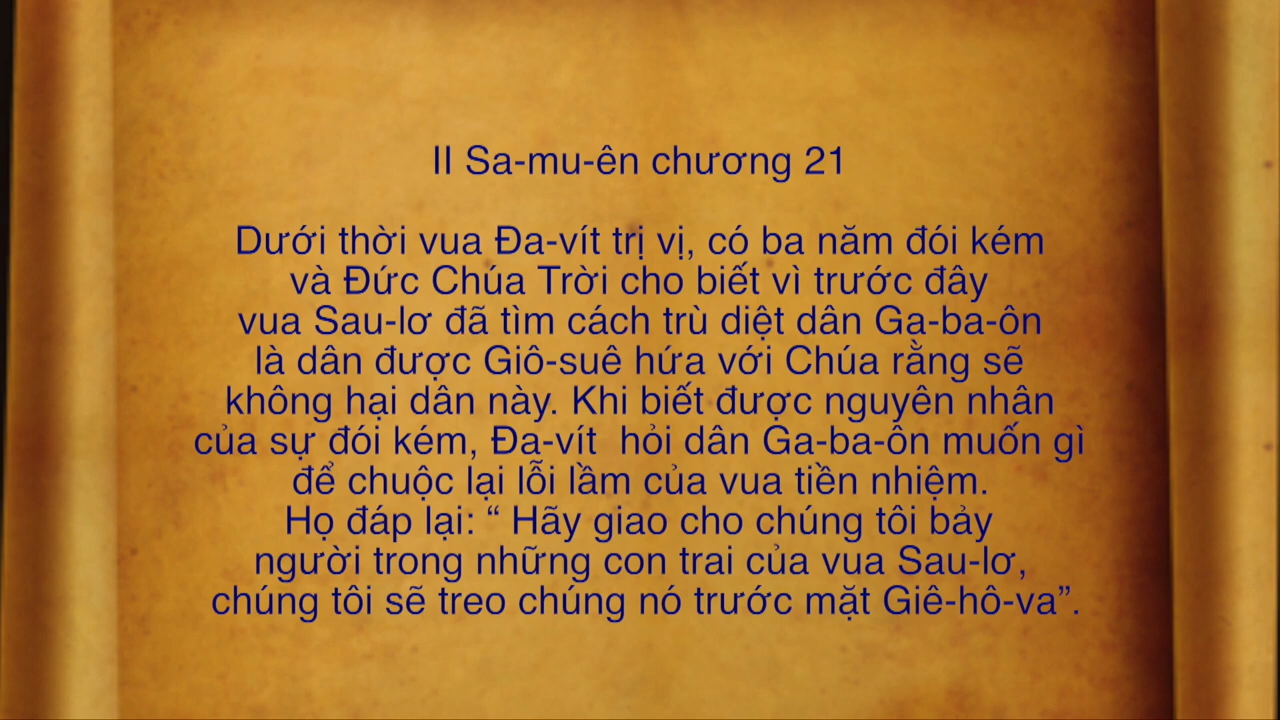 II Sa-mu-ên chương 21
Dưới thời vua Đa-vít trị vị, có ba năm đói kém
và Đức Chúa Trời cho biết vì trước đây
vua Sau-lơ đã tìm cách trù diệt dân Ga-ba-ôn
là dân được Giô-suê hứa với Chúa rằng sẽ
không hại dân này. Khi biết được nguyên nhân
của sự đói kém, Đa-vít  hỏi dân Ga-ba-ôn muốn gì
để chuộc lại lỗi lầm của vua tiền nhiệm.
Họ đáp lại: “ Hãy giao cho chúng tôi bảy
người trong những con trai của vua Sau-lơ,
chúng tôi sẽ treo chúng nó trước mặt Giê-hô-va”.